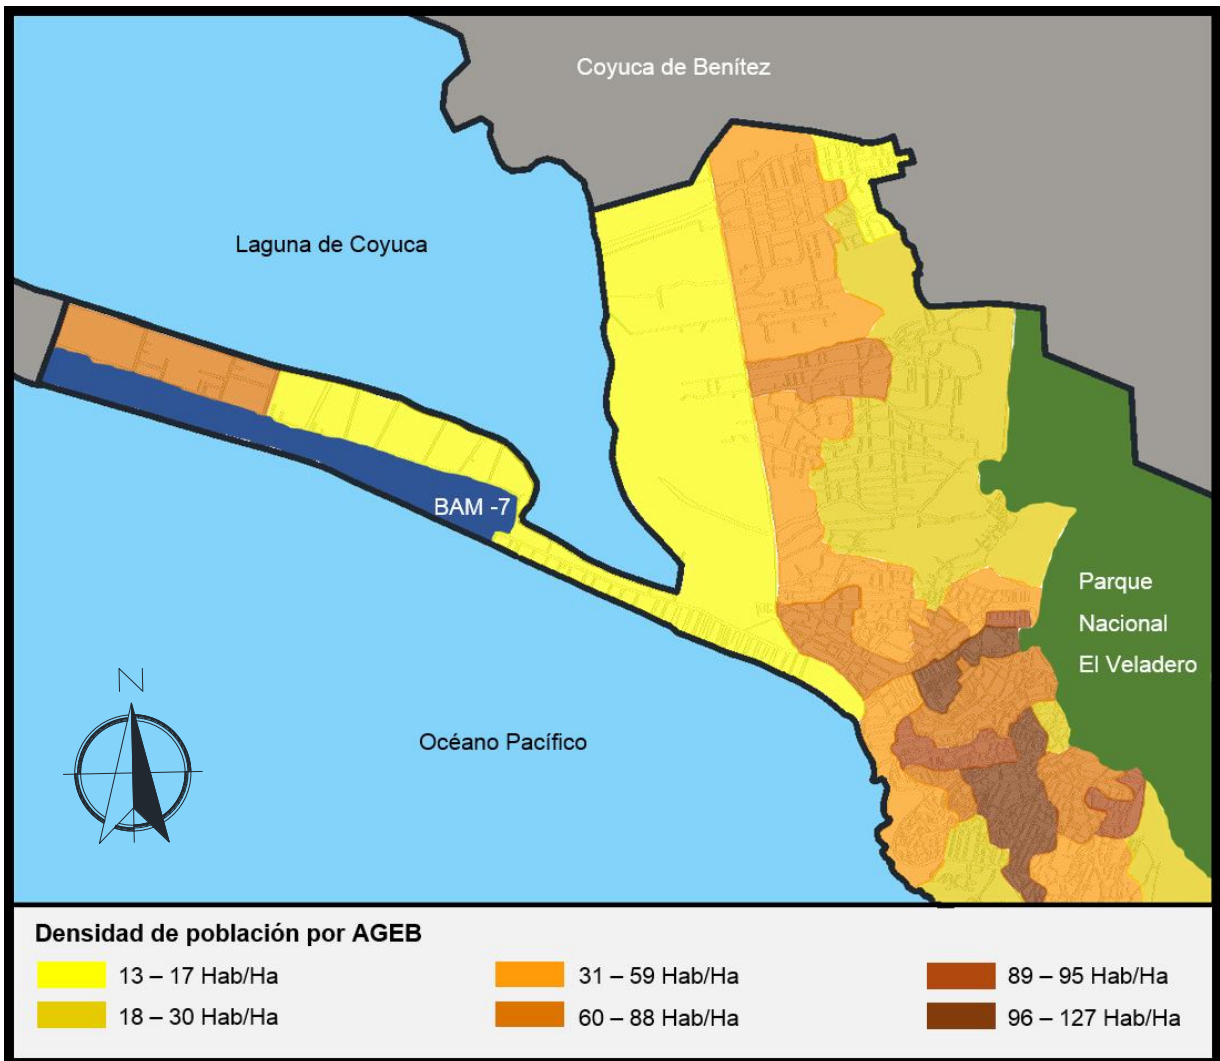 Coyuca de Benítez
Laguna de Coyuca
BAM -7
Parque
Nacional
El Veladero
N
Océano Pacífico
Densidad de población por AGEB
13 – 17 Hab/Ha
18 – 30 Hab/Ha
31 – 59 Hab/Ha
60 – 88 Hab/Ha
89 – 95 Hab/Ha
96 – 127 Hab/Ha